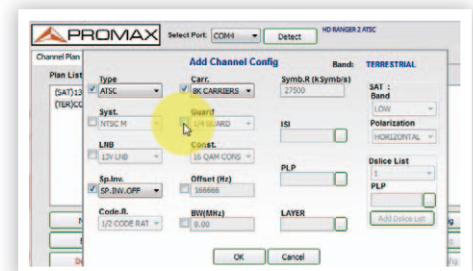 PROMAX Select Port: COM4 Detect HD RANGER 2 ATSC
Channel Plan
Plan List
(SAT)13
(TER)CC
Add Channel Config Band: TERRESTRIAL
Type Carr. Symb.R (kSymb/s) SAT :
ATSC 8K CARRIERS 27500 Band
LOW
Syst. Guard ISI Polarization
NTSC M 1/4 GUARD HORIZONTAL
LNB Const. Dslice List
13V LNB 16 QAM CONS PLP 1
Sp.Inv. Offset (Hz) PLP
SP.INV.OFF 166666
Code.R. BW(MHz) LAYER Add Dslice List
1/2 CODE RAT 8.00
OK Cancel